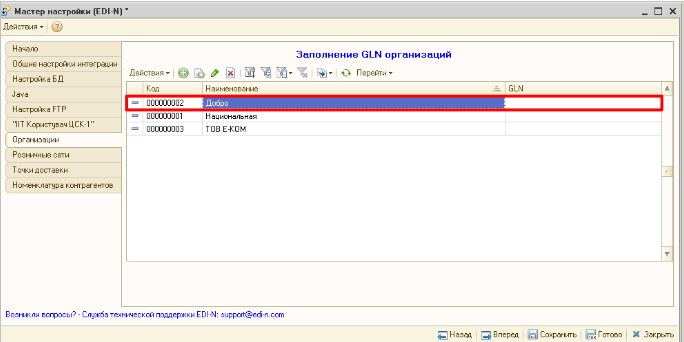 Мастер настройки (EDI-N) *
Действия
Начало
Общие настройки интеграции
Настройка БД
Java
Настройка FTP
"ІІТ Користувач ЦСК-1"
Организации
Розничные сети
Точки доставки
Номенклатура контрагентов
Заполнение GLN организаций
Действия Перейти
Код Наименование GLN
000000002 Добро
000000001 Национальная
000000003 ТОВ Е-КОМ
Возникли вопросы? - Служба технической поддержки EDI-N: support@edi-n.com
Назад Вперед Сохранить Готово Закрыть